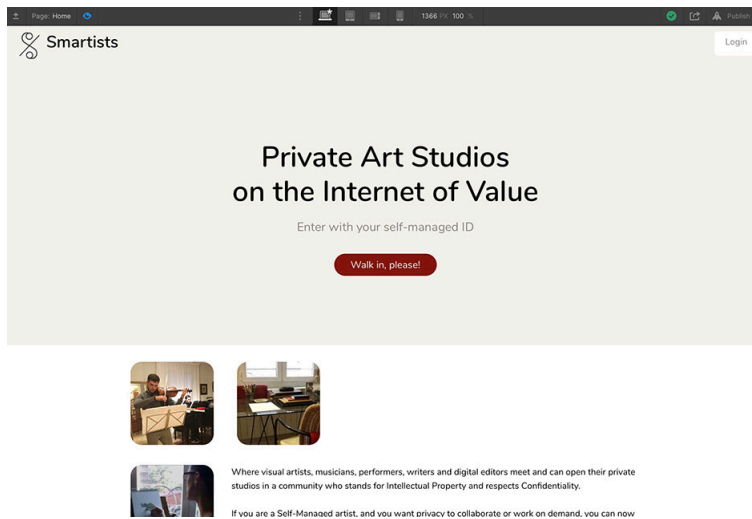 Page: Home
1366 PX 100 %
Publish
Smartists
Login
Private Art Studios
on the Internet of Value
Enter with your self-managed ID
Walk in, please!
Where visual artists, musicians, performers, writers and digital editors meet and can open their private
studios in a community who stands for Intellectual Property and respects Confidentiality.
If you are a Self-Managed artist, and you want privacy to collaborate or work on demand, you can now